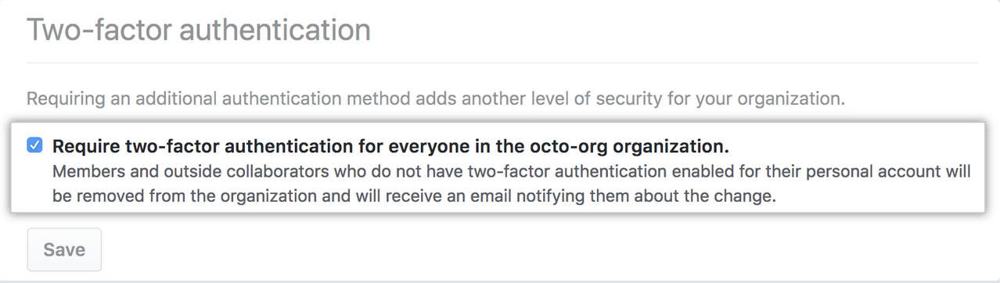 Two-factor authentication
Requiring an additional authentication method adds another level of security for your organization.
Require two-factor authentication for everyone in the octo-org organization.
Members and outside collaborators who do not have two-factor authentication enabled for their personal account will
be removed from the organization and will receive an email notifying them about the change.
Save